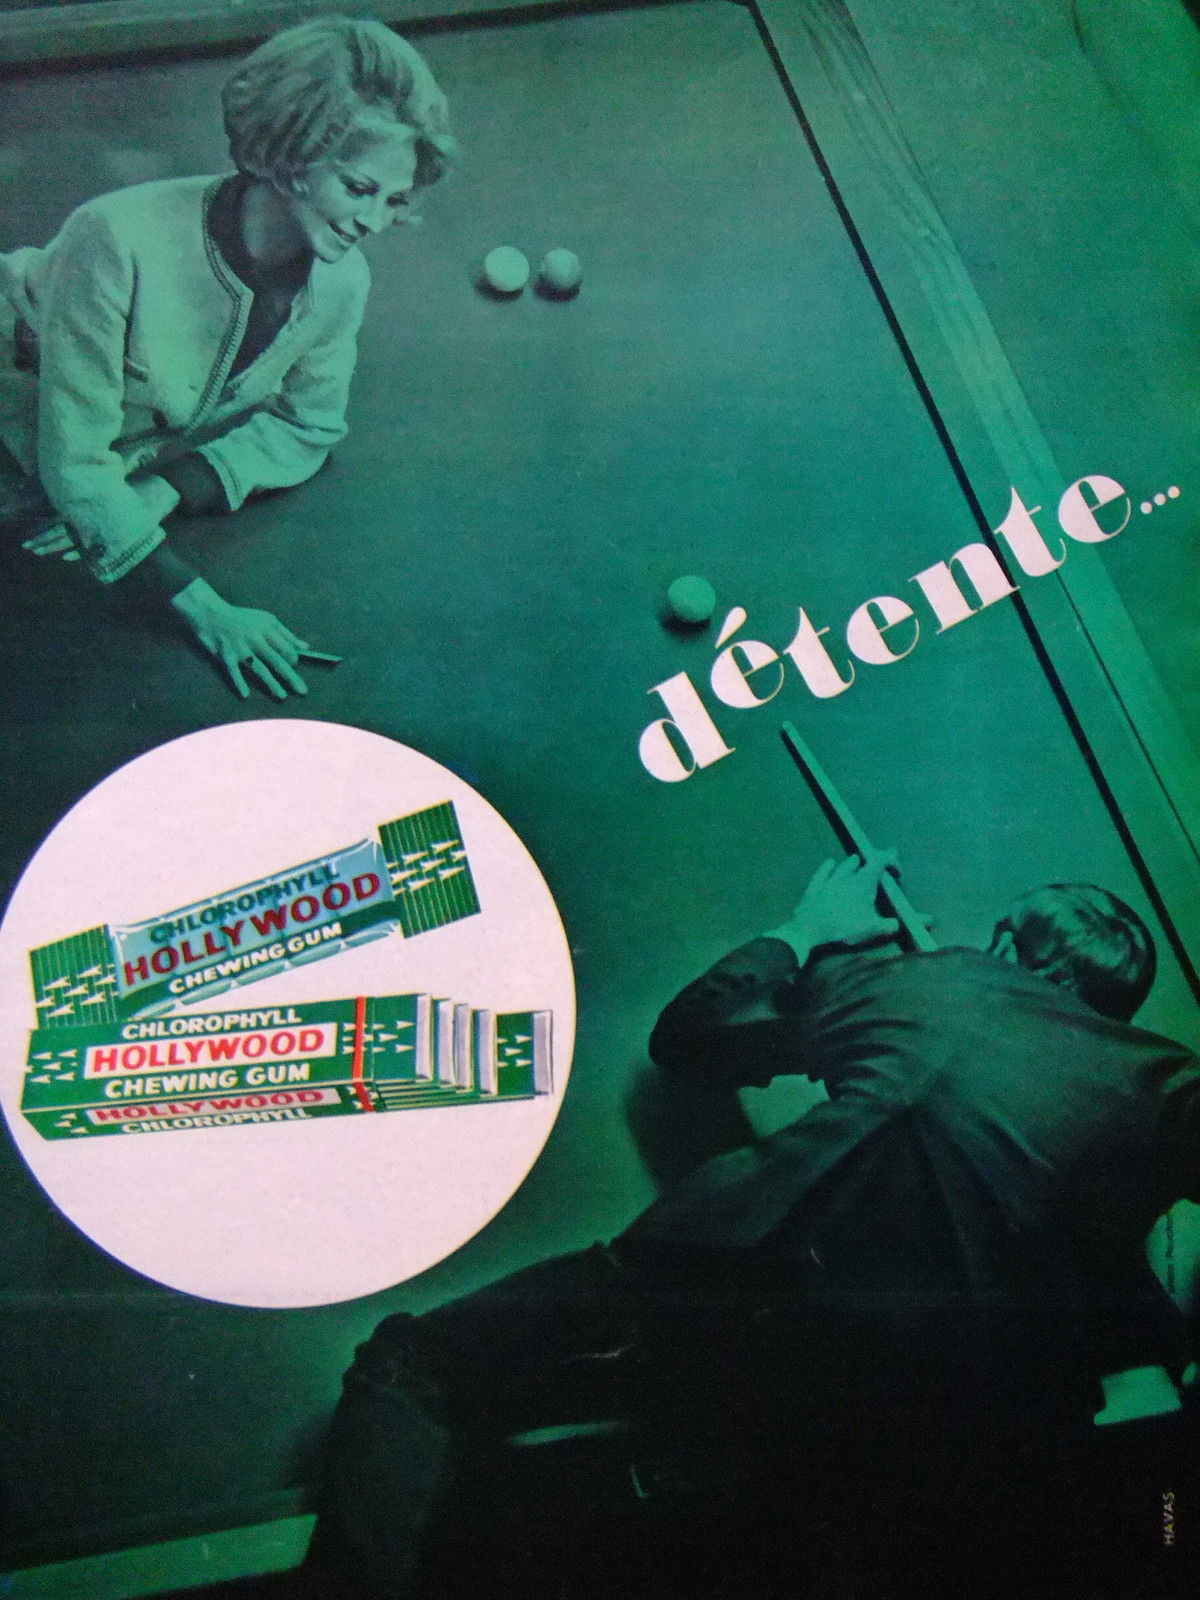 détente...
CHLOROPHYLL
HOLLYWOOD
CHEWING GUM
CHLOROPHYLL
HOLLYWOOD
CHEWING GUM
HOLLYWOOD
CHLOROPHYLL
HAVAS